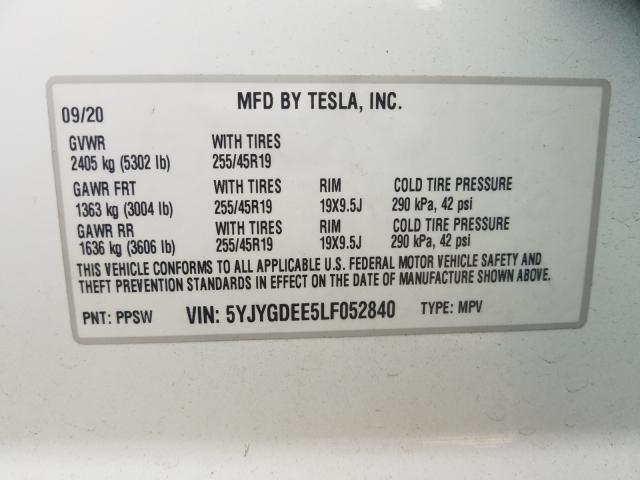 MFD BY TESLA, INC.
09/20
GVWR WITH TIRES
2405 kg (5302 lb) 255/45R19
GAWR FRT WITH TIRES RIM COLD TIRE PRESSURE
1363 kg (3004 lb) 255/45R19 19X9.5J 290 kPa, 42 psi
GAWR RR WITH TIRES RIM COLD TIRE PRESSURE
1636 kg (3606 lb) 255/45R19 19X9.5J 290 kPa, 42 psi
THIS VEHICLE CONFORMS TO ALL APPLICABLE U.S. FEDERAL MOTOR VEHICLE SAFETY AND
THEFT PREVENTION STANDARDS IN EFFECT ON THE DATE OF MANUFACTURE SHOWN ABOVE.
PNT: PPSW VIN: 5YJYGDEE5LF052840 TYPE: MPV